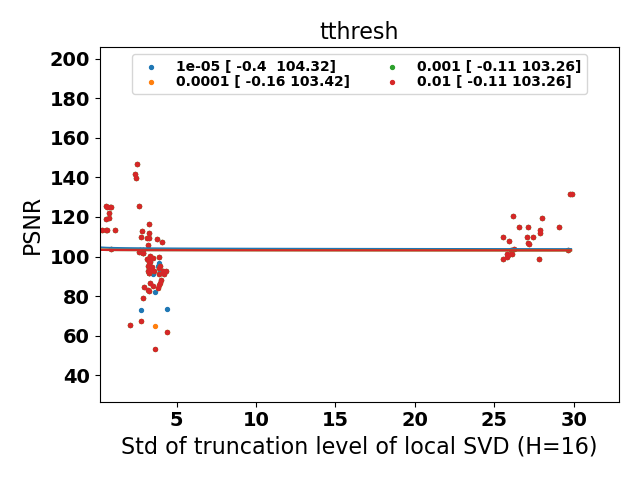 tthresh
1e-05 [ -0.4  104.32]
0.0001 [ -0.16 103.42]
0.001 [ -0.11 103.26]
0.01 [ -0.11 103.26]
PSNR
200
180
160
140
120
100
80
60
40
5 10 15 20 25 30
Std of truncation level of local SVD (H=16)